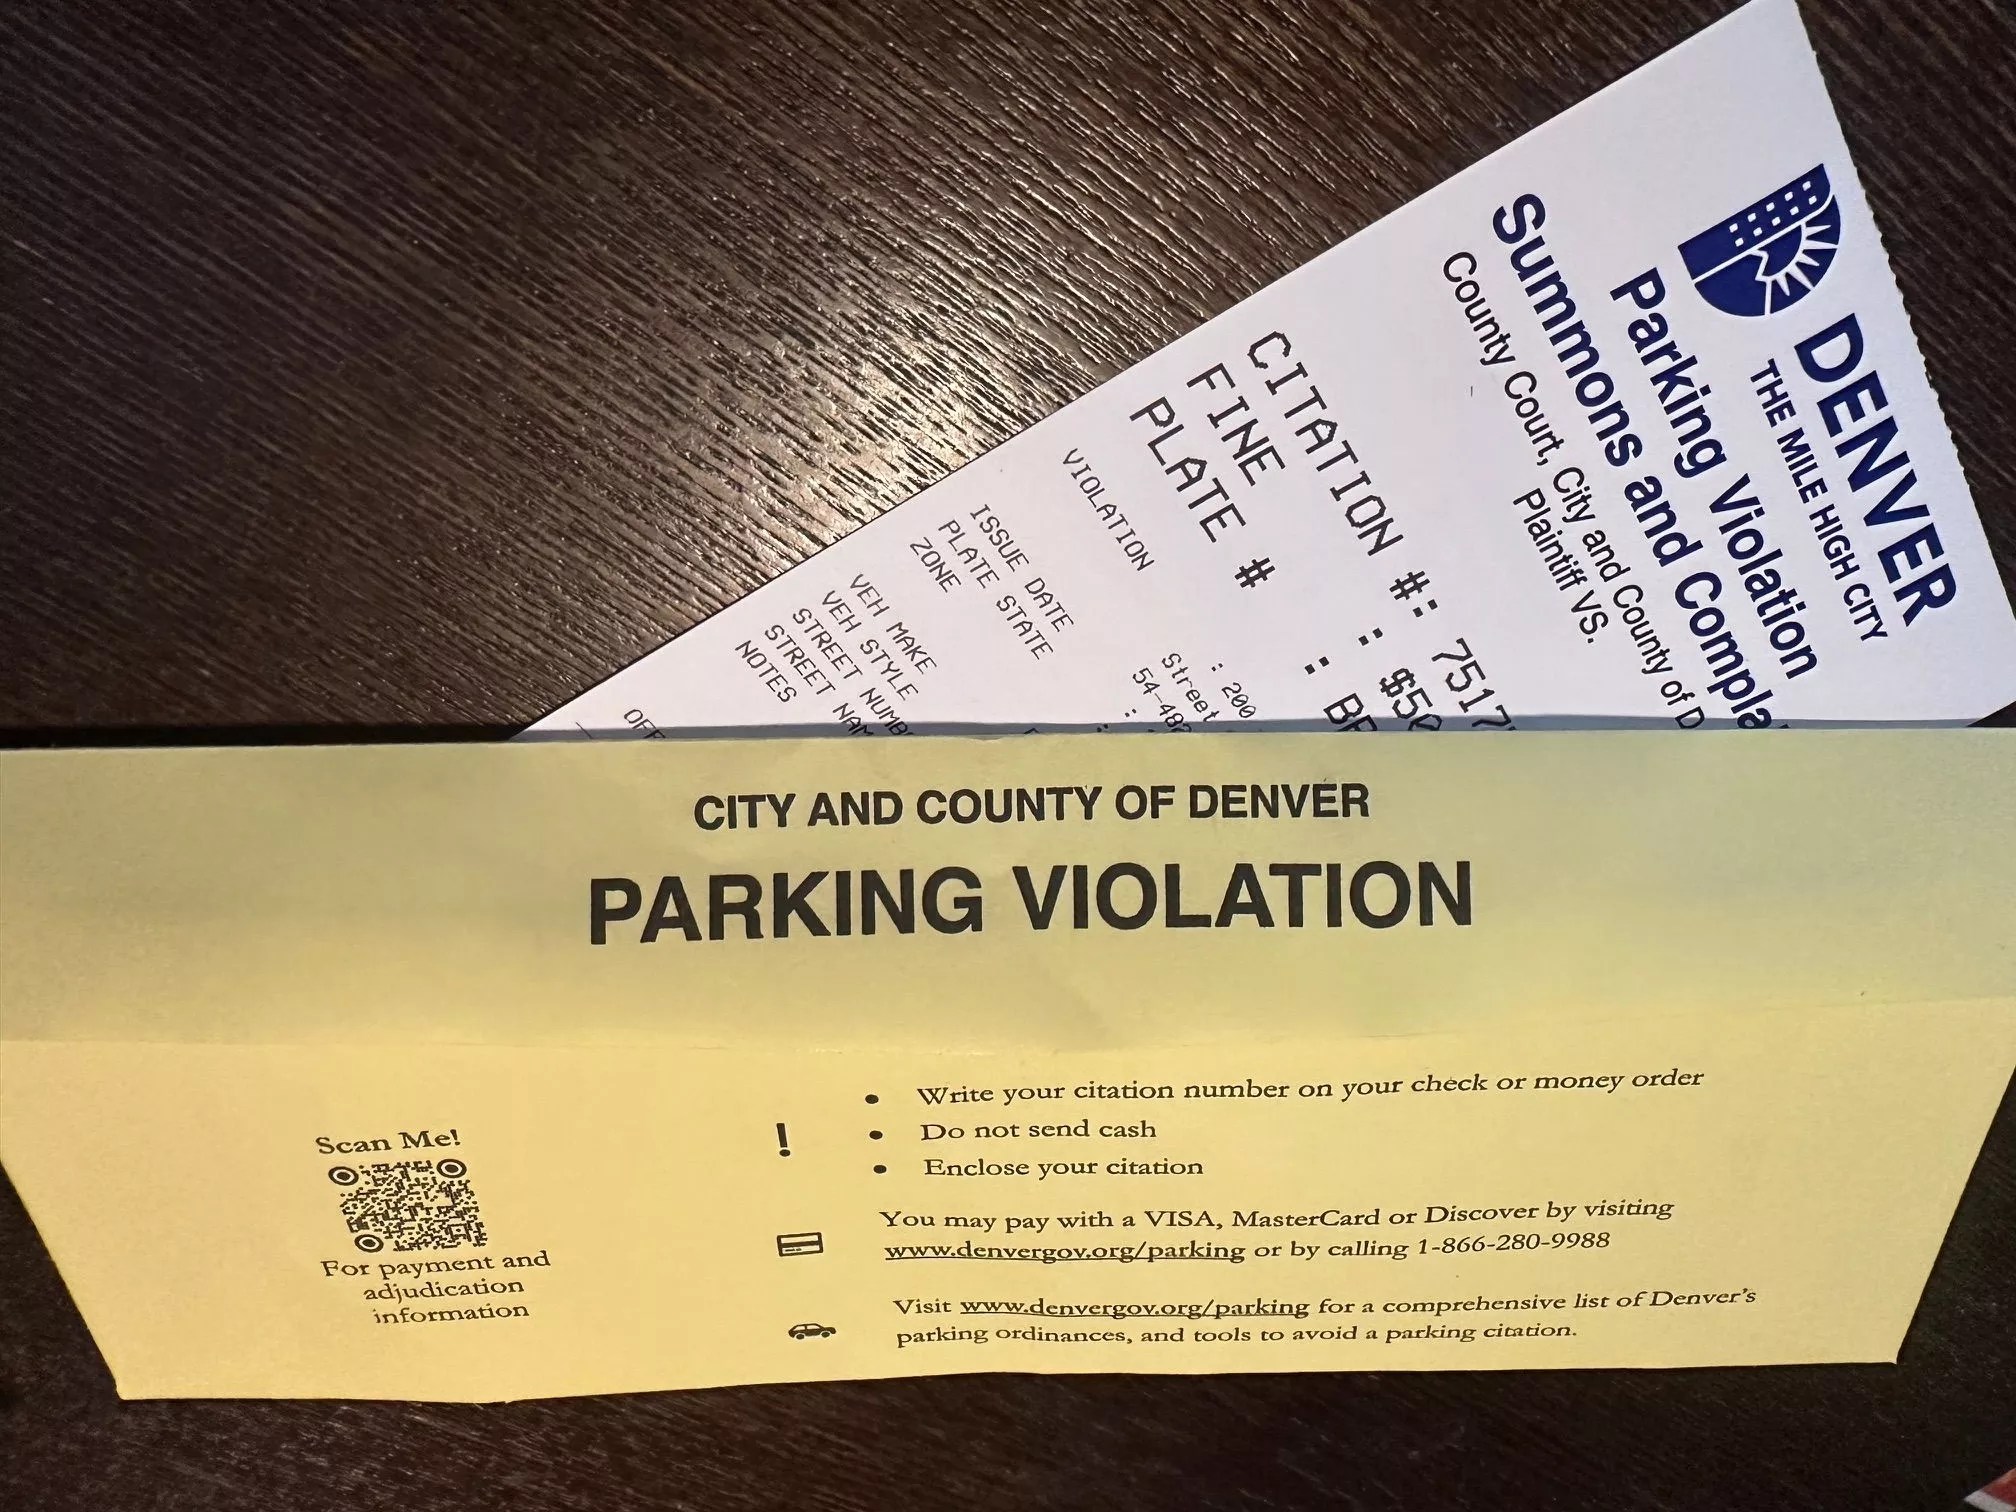 DENVER
THE MILE HIGH CITY
Parking Violation
Summons and Compla
County Court, City and County of D
Plaintiff VS.
CITATION #: 7517
FINE : $50
PLATE # : BP
VIOLATION : 200
Street
54-482
ISSUE DATE :
PLATE STATE :
ZONE
VEH MAKE
VEH STYLE
STREET NUMB
STREET NAM
NOTES
OFF
CITY AND COUNTY OF DENVER
PARKING VIOLATION
Scan Me!
For payment and
adjudication
information
!
• Write your citation number on your check or money order
• Do not send cash
• Enclose your citation
You may pay with a VISA, MasterCard or Discover by visiting
www.denvergov.org/parking or by calling 1-866-280-9988
Visit www.denvergov.org/parking for a comprehensive list of Denver's
parking ordinances, and tools to avoid a parking citation.